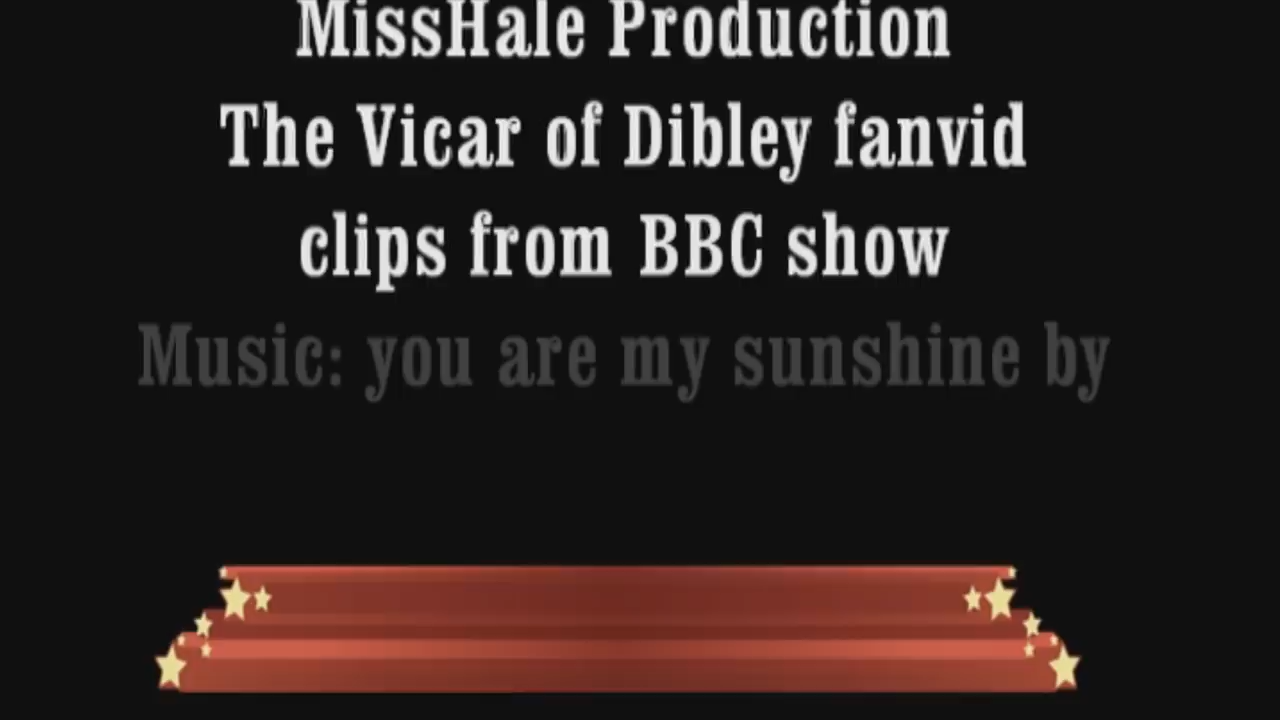 MissHale Production
The Vicar of Dibley fanvid
clips from BBC show
Music: you are my sunshine by